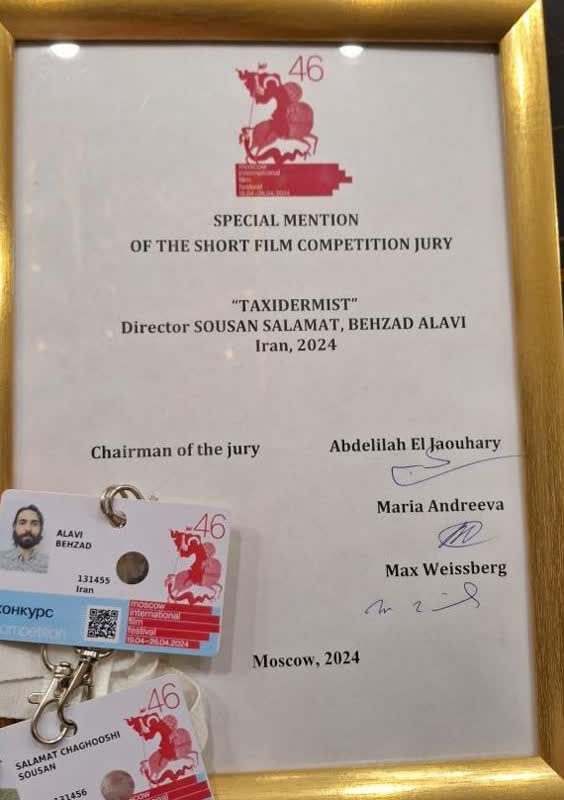 46
moscow
international
film
festival
19.04–26.04.2024
SPECIAL MENTION
OF THE SHORT FILM COMPETITION JURY
“TAXIDERMIST”
Director SOUSAN SALAMAT, BEHZAD ALAVI
Iran, 2024
Chairman of the jury
Abdelilah El Jaouhary
Maria Andreeva
Max Weissberg
Moscow, 2024
46
ALAVI
BEHZAD
131455
Iran
конкурс
competition
moscow
international
film
festival
19.04–26.04.2024
46
SALAMAT CHAGHOOSHI
SOUSAN
131456
moscow